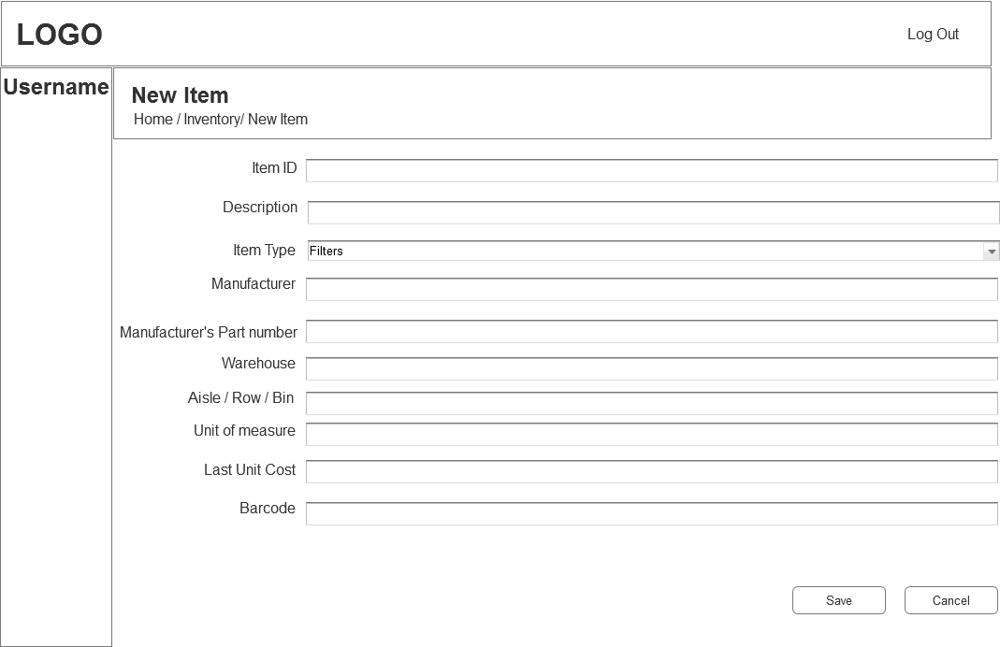 LOGO
Log Out
Username
New Item
Home / Inventory/ New Item
Item ID
Description
Item Type Filters
Manufacturer
Manufacturer's Part number
Warehouse
Aisle / Row / Bin
Unit of measure
Last Unit Cost
Barcode
Save Cancel